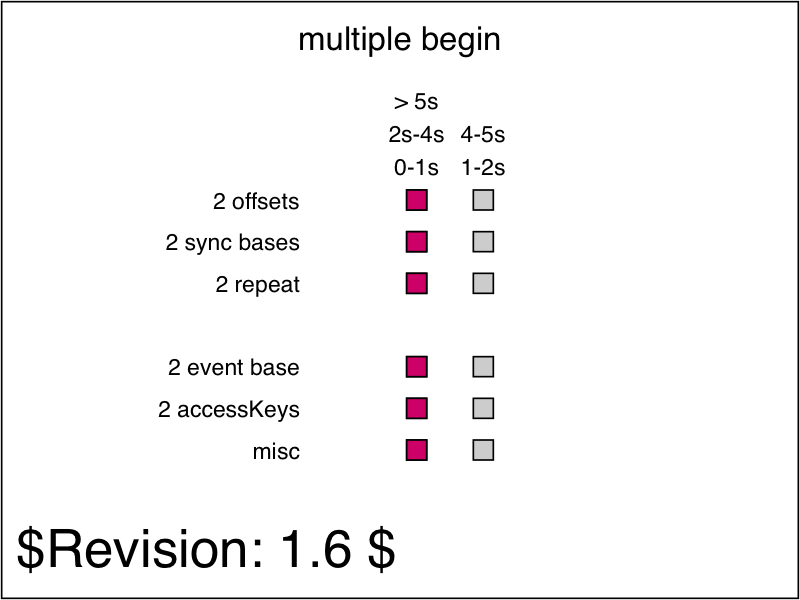 multiple begin
> 5s
2s-4s 4-5s
0-1s 1-2s
2 offsets
2 sync bases
2 repeat
2 event base
2 accessKeys
misc
$Revision: 1.6 $